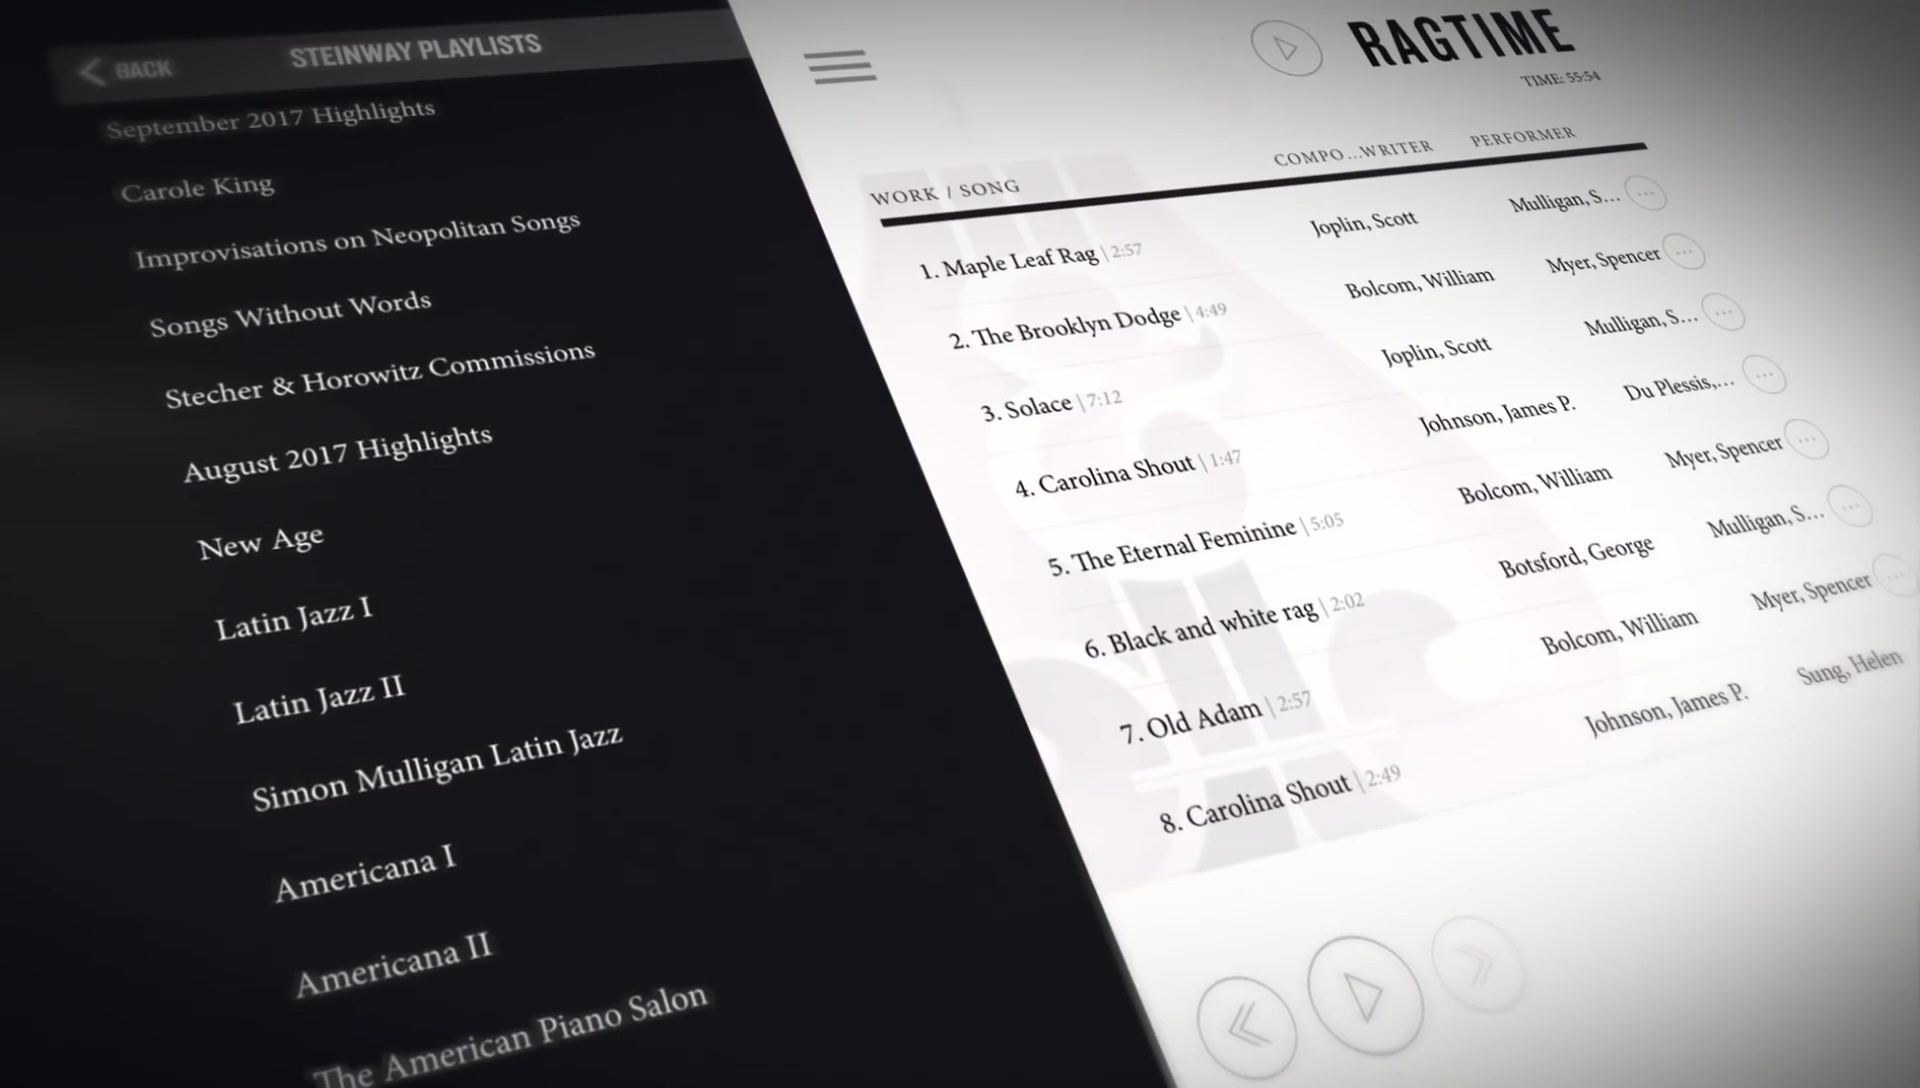 BACK
STEINWAY PLAYLISTS
September 2017 Highlights
Carole King
Improvisations on Neopolitan Songs
Songs Without Words
Stecher & Horowitz Commissions
August 2017 Highlights
New Age
Latin Jazz I
Latin Jazz II
Simon Mulligan Latin Jazz
Americana I
Americana II
The American Piano Salon
RAGTIME
TIME: 55:54
WORK / SONG COMPO...WRITER PERFORMER
1. Maple Leaf Rag | 2:57 Joplin, Scott Mulligan, S...
2. The Brooklyn Dodge | 4:49 Bolcom, William Myer, Spencer
3. Solace | 7:12 Joplin, Scott Mulligan, S...
4. Carolina Shout | 1:47 Johnson, James P. Du Plessis,...
5. The Eternal Feminine | 5:05 Bolcom, William Myer, Spencer
6. Black and white rag | 2:02 Botsford, George Mulligan, S...
7. Old Adam | 2:57 Bolcom, William Myer, Spencer
8. Carolina Shout | 2:49 Johnson, James P. Sung, Helen